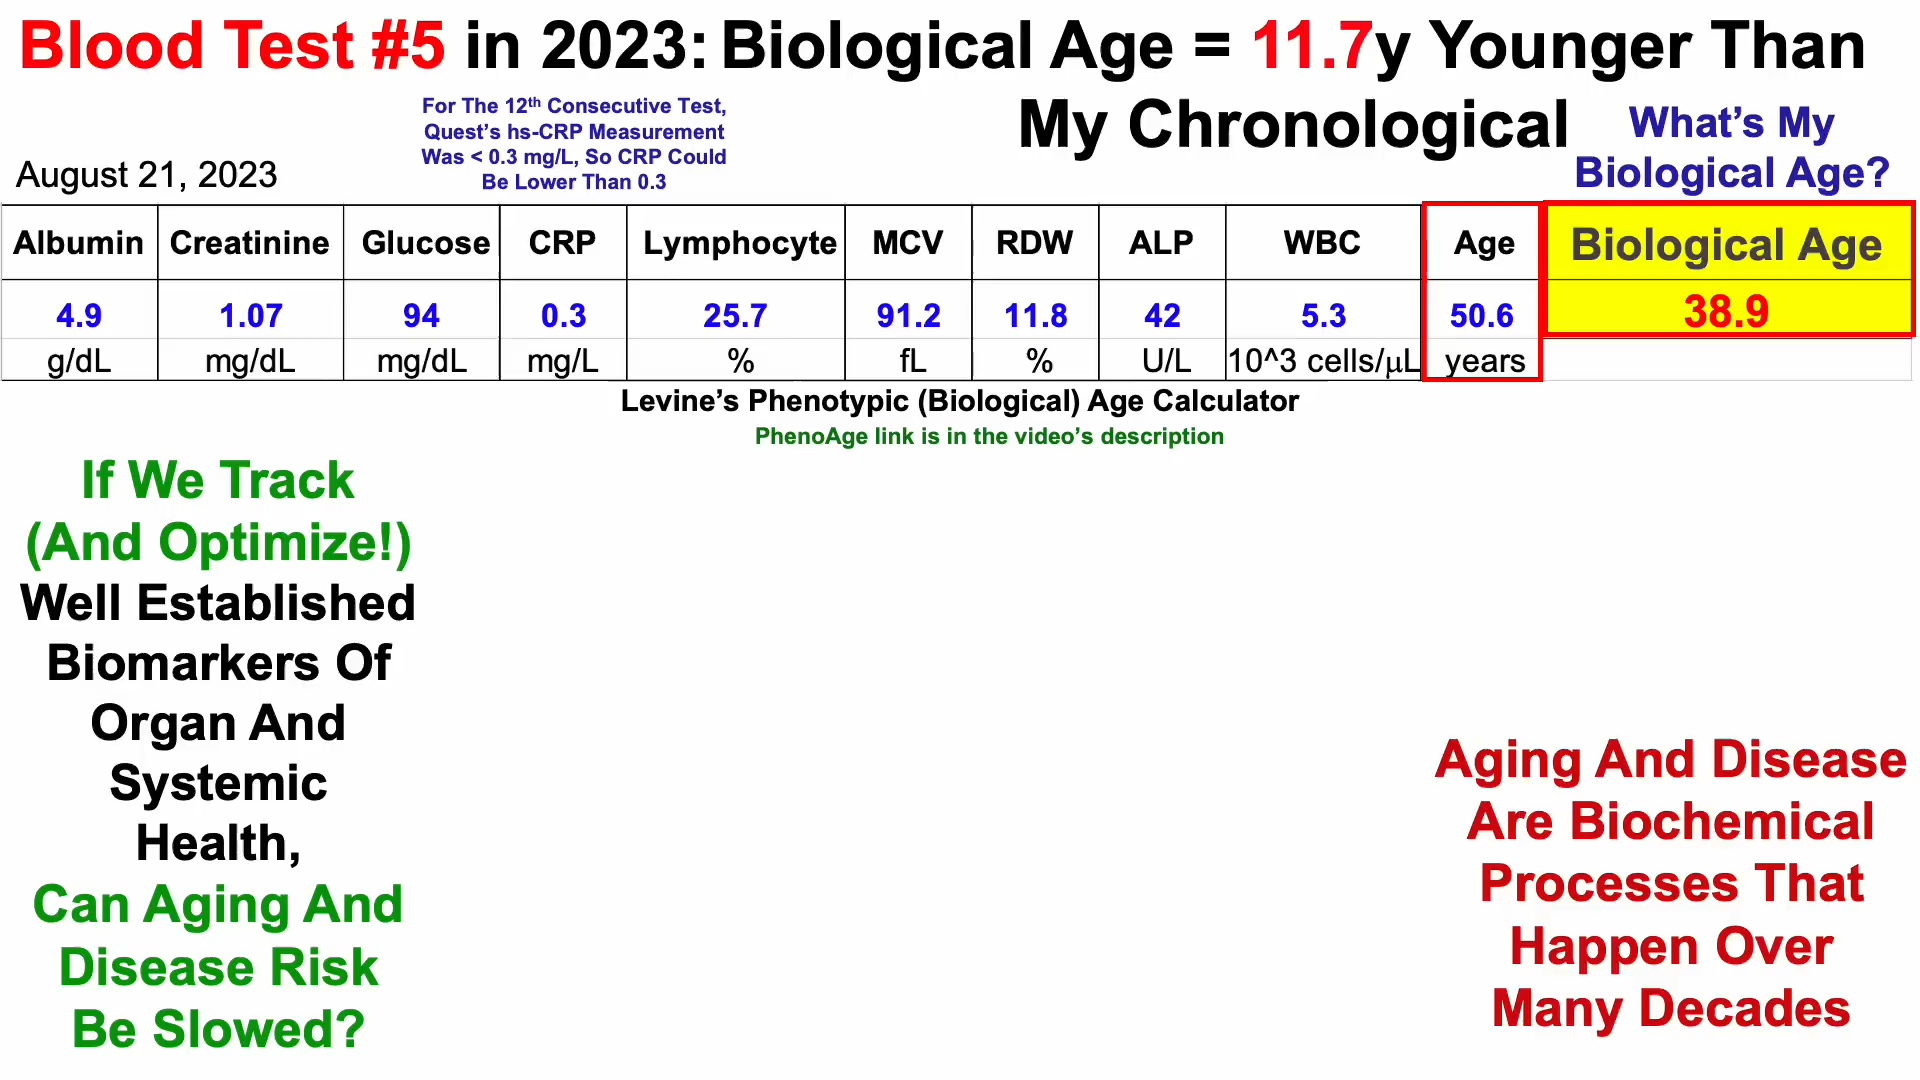 Blood Test #5 in 2023: Biological Age = 11.7y Younger Than
My Chronological
For The 12th Consecutive Test,
Quest's hs-CRP Measurement
Was < 0.3 mg/L, So CRP Could
Be Lower Than 0.3
What's My
Biological Age?
August 21, 2023
Albumin Creatinine Glucose CRP Lymphocyte MCV RDW ALP WBC Age Biological Age
4.9 1.07 94 0.3 25.7 91.2 11.8 42 5.3 50.6 38.9
g/dL mg/dL mg/dL mg/L % fL % U/L 10^3 cells/μL years
Levine's Phenotypic (Biological) Age Calculator
PhenoAge link is in the video's description
If We Track
(And Optimize!)
Well Established
Biomarkers Of
Organ And
Systemic
Health,
Can Aging And
Disease Risk
Be Slowed?
Aging And Disease
Are Biochemical
Processes That
Happen Over
Many Decades